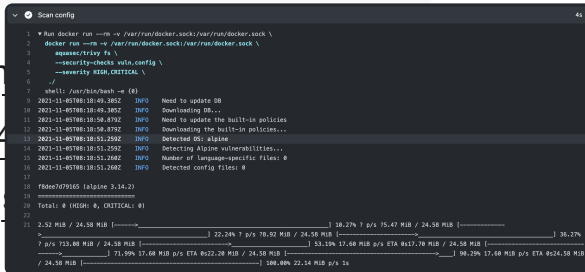 Scan config
4s
1 ▼ Run docker run --rm -v /var/run/docker.sock:/var/run/docker.sock \
2 docker run --rm -v /var/run/docker.sock:/var/run/docker.sock \
3 aquasec/trivy fs \
4 --security-checks vuln,config \
5 --severity HIGH,CRITICAL \
6 ./
7 shell: /usr/bin/bash -e {0}
9 2021-11-05T08:18:49.305Z INFO Need to update DB
10 2021-11-05T08:18:49.305Z INFO Downloading DB...
11 2021-11-05T08:18:50.879Z INFO Need to update the built-in policies
12 2021-11-05T08:18:50.879Z INFO Downloading the built-in policies...
13 2021-11-05T08:18:51.259Z INFO Detected OS: alpine
14 2021-11-05T08:18:51.259Z INFO Detecting Alpine vulnerabilities...
15 2021-11-05T08:18:51.260Z INFO Number of language-specific files: 0
16 2021-11-05T08:18:51.260Z INFO Detected config files: 0
17
18 f8dee7d79165 (alpine 3.14.2)
19 ============================
20 Total: 0 (HIGH: 0, CRITICAL: 0)
21 2.52 MiB / 24.58 MiB [------>_______________________________________________________] 10.27% ? p/s ?5.47 MiB / 24.58 MiB [-------------
>______________________________________________] 22.24% ? p/s ?8.92 MiB / 24.58 MiB [---------------------->______________________________________] 36.27%
? p/s ?13.08 MiB / 24.58 MiB [-------------------------------->____________________________] 53.19% 17.60 MiB p/s ETA 0s17.70 MiB / 24.58 MiB [-------------------------------------
------>_________________] 71.99% 17.60 MiB p/s ETA 0s22.20 MiB / 24.58 MiB [------------------------------------------------------>_____] 90.29% 17.60 MiB p/s ETA 0s24.58 MiB
/ 24.58 MiB [-------------------------------------------------------------] 100.00% 22.14 MiB p/s 1s